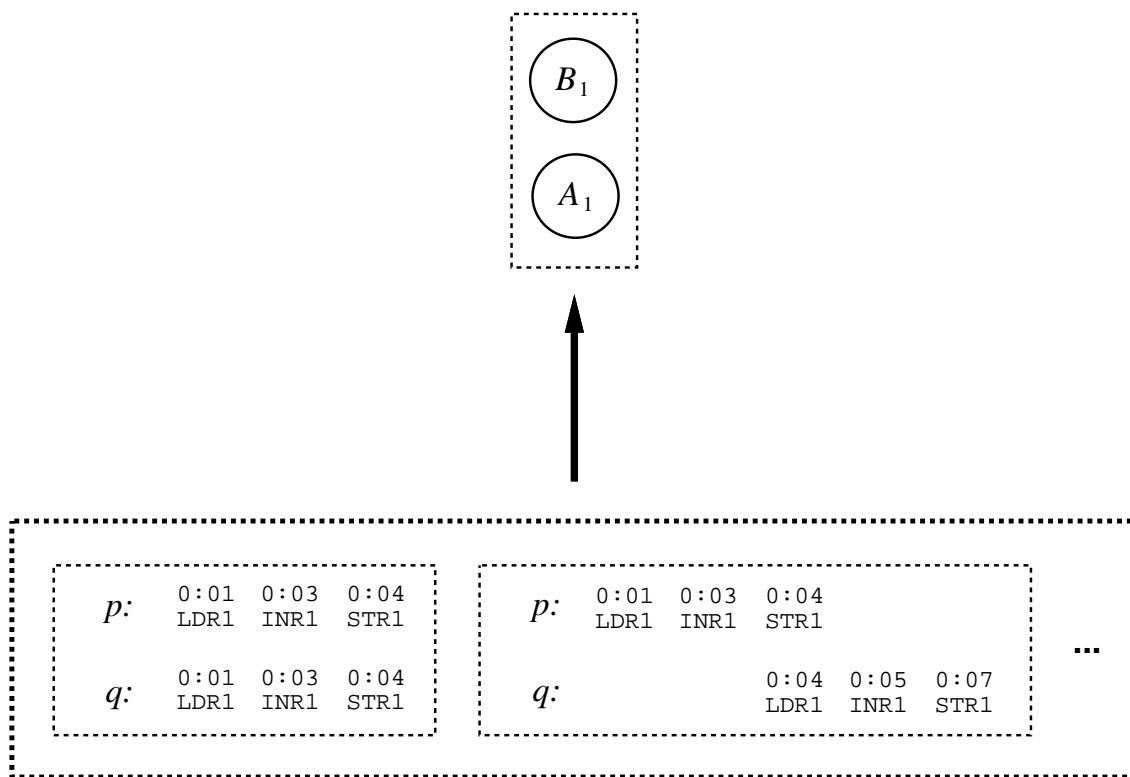 B1
A1
p: 0:01 0:03 0:04
LDR1 INR1 STR1
q: 0:01 0:03 0:04
LDR1 INR1 STR1
p: 0:01 0:03 0:04
LDR1 INR1 STR1
q: 0:04 0:05 0:07
LDR1 INR1 STR1
...